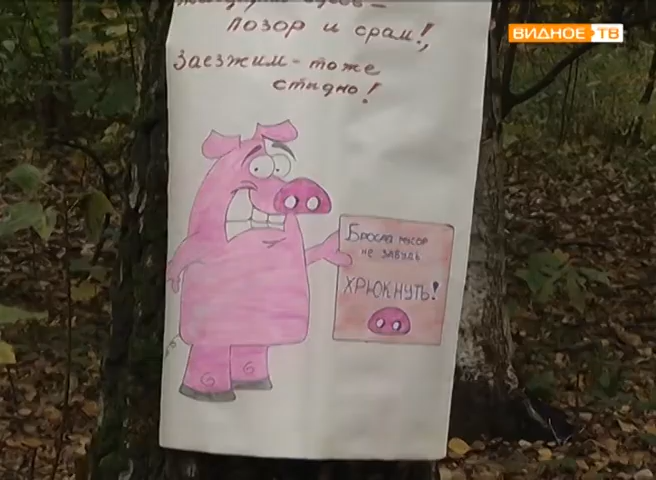 ВИДНОЕ ТВ
позор и срам!,
Заезжим - тоже
стыдно!
Бросая мусор
не забудь
ХРЮКНУТЬ!